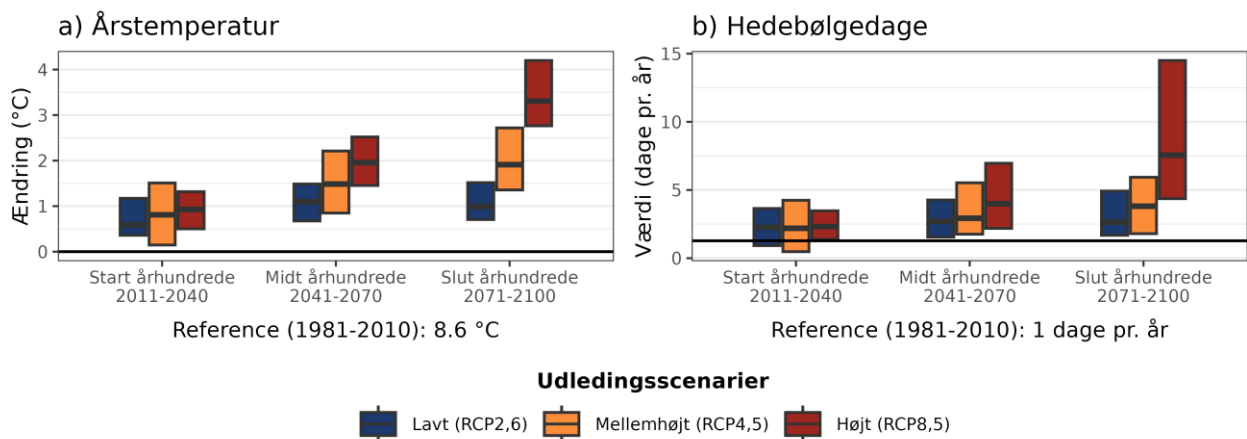 a) Årstemperatur
Ændring (°C)
4
3
2
1
0
Start århundrede
2011-2040
Midt århundrede
2041-2070
Slut århundrede
2071-2100
Reference (1981-2010): 8.6 °C
b) Hedebølgedage
Værdi (dage pr. år)
15
10
5
0
Start århundrede
2011-2040
Midt århundrede
2041-2070
Slut århundrede
2071-2100
Reference (1981-2010): 1 dage pr. år
Udledingsscenarier
Lavt (RCP2,6)
Mellemhøjt (RCP4,5)
Højt (RCP8,5)